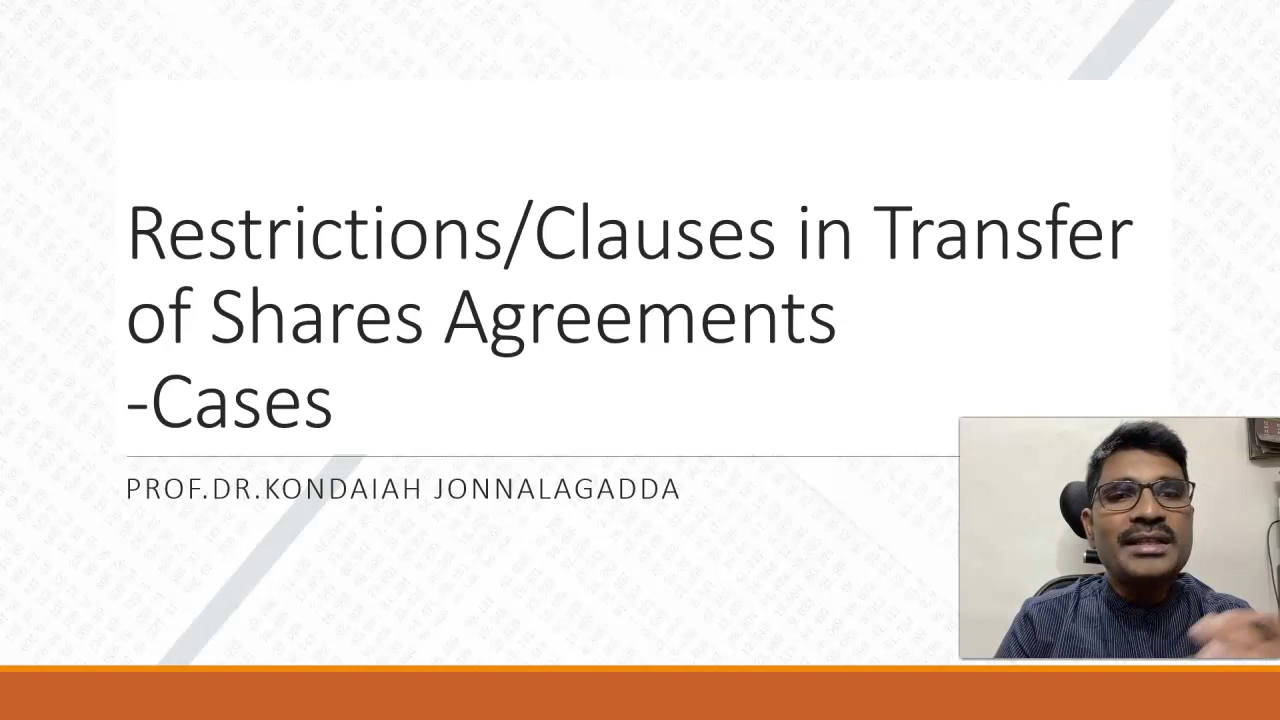 Restrictions/Clauses in Transfer
of Shares Agreements
-Cases
PROF.DR.KONDAIAH JONNALAGADDA